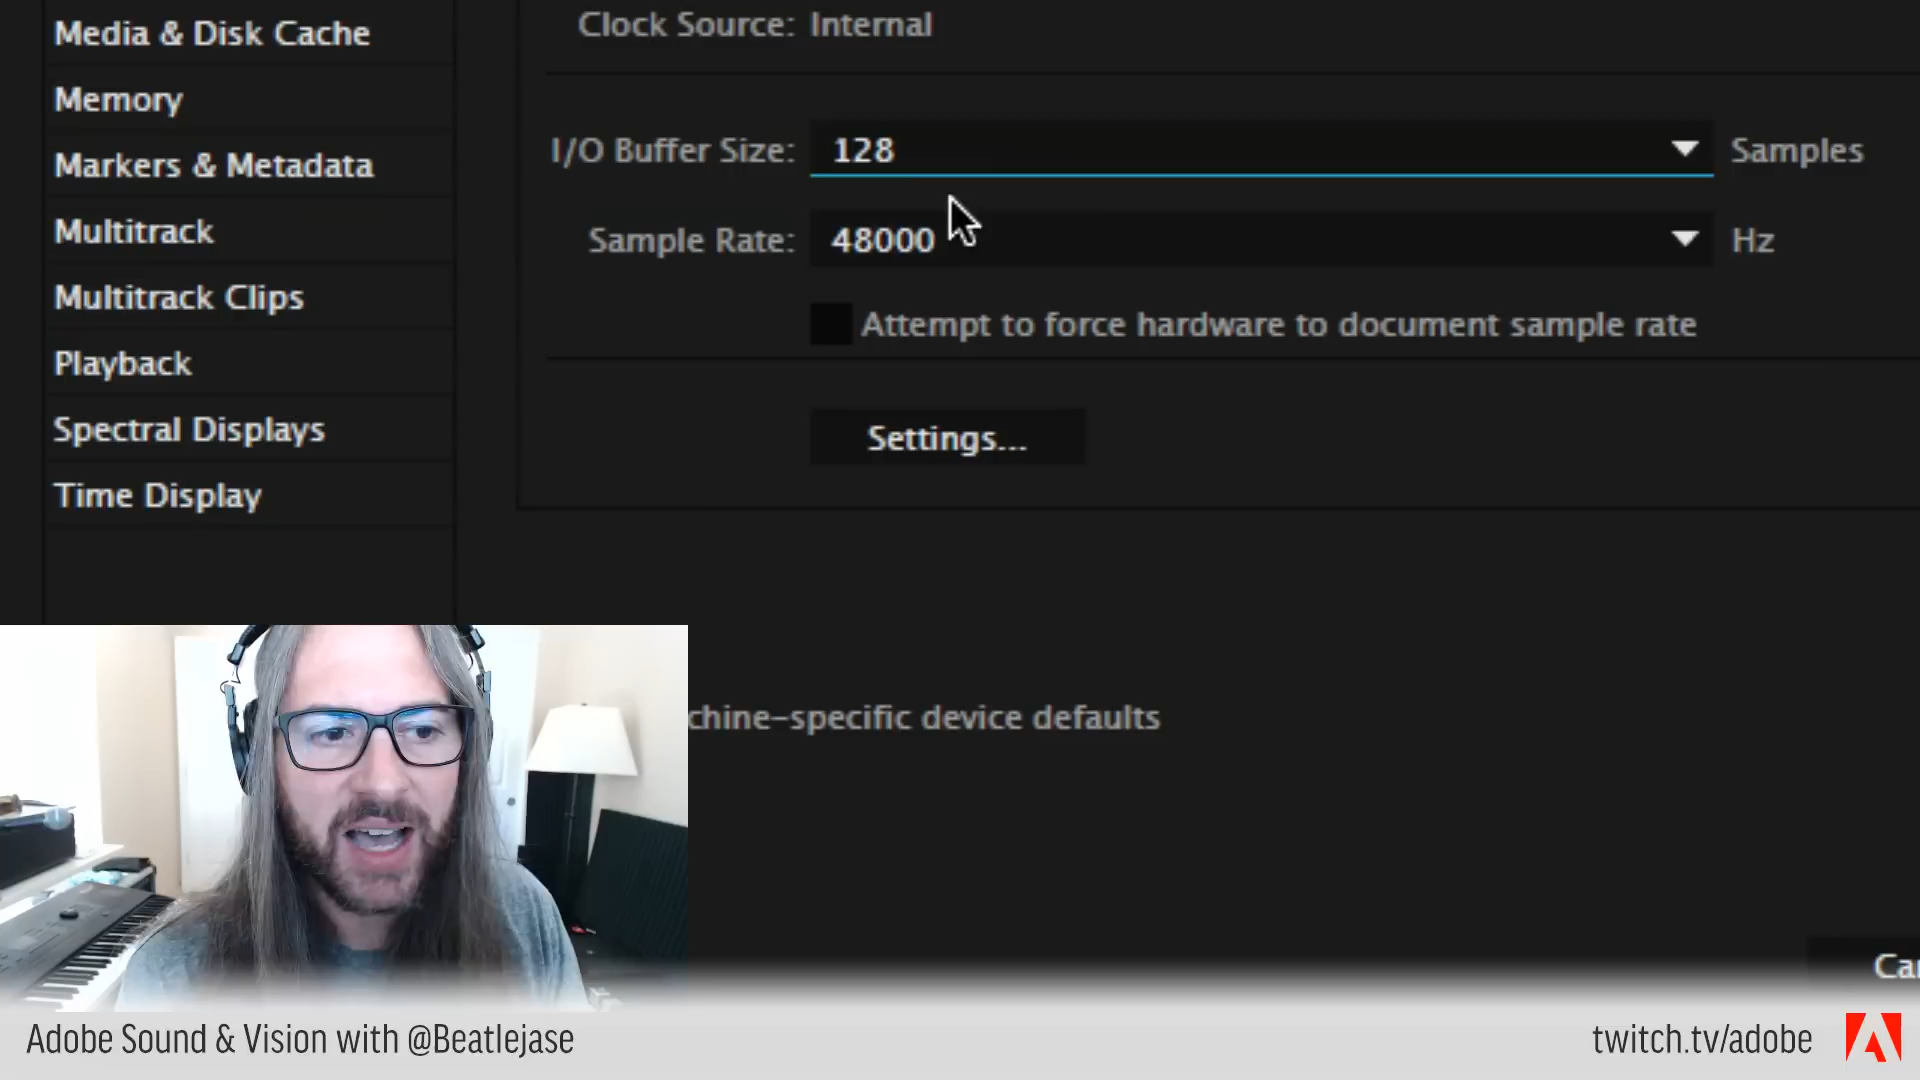 Media & Disk Cache
Memory
Markers & Metadata
Multitrack
Multitrack Clips
Playback
Spectral Displays
Time Display
Clock Source: Internal
I/O Buffer Size: 128 Samples
Sample Rate: 48000 Hz
Attempt to force hardware to document sample rate
Settings...
chine-specific device defaults
Ca
Adobe Sound & Vision with @Beatlejase
twitch.tv/adobe